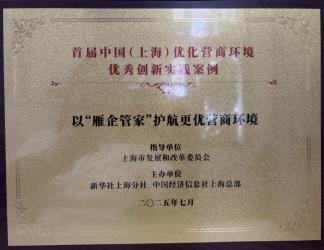 首届中国(上海)优化营商环境
优秀创新实践案例
以“雁企管家”护航更优营商环境
指导单位
上海市发展和改革委员会
主办单位
新华社上海分社 中国经济信息社上海总部
二〇二五年七月